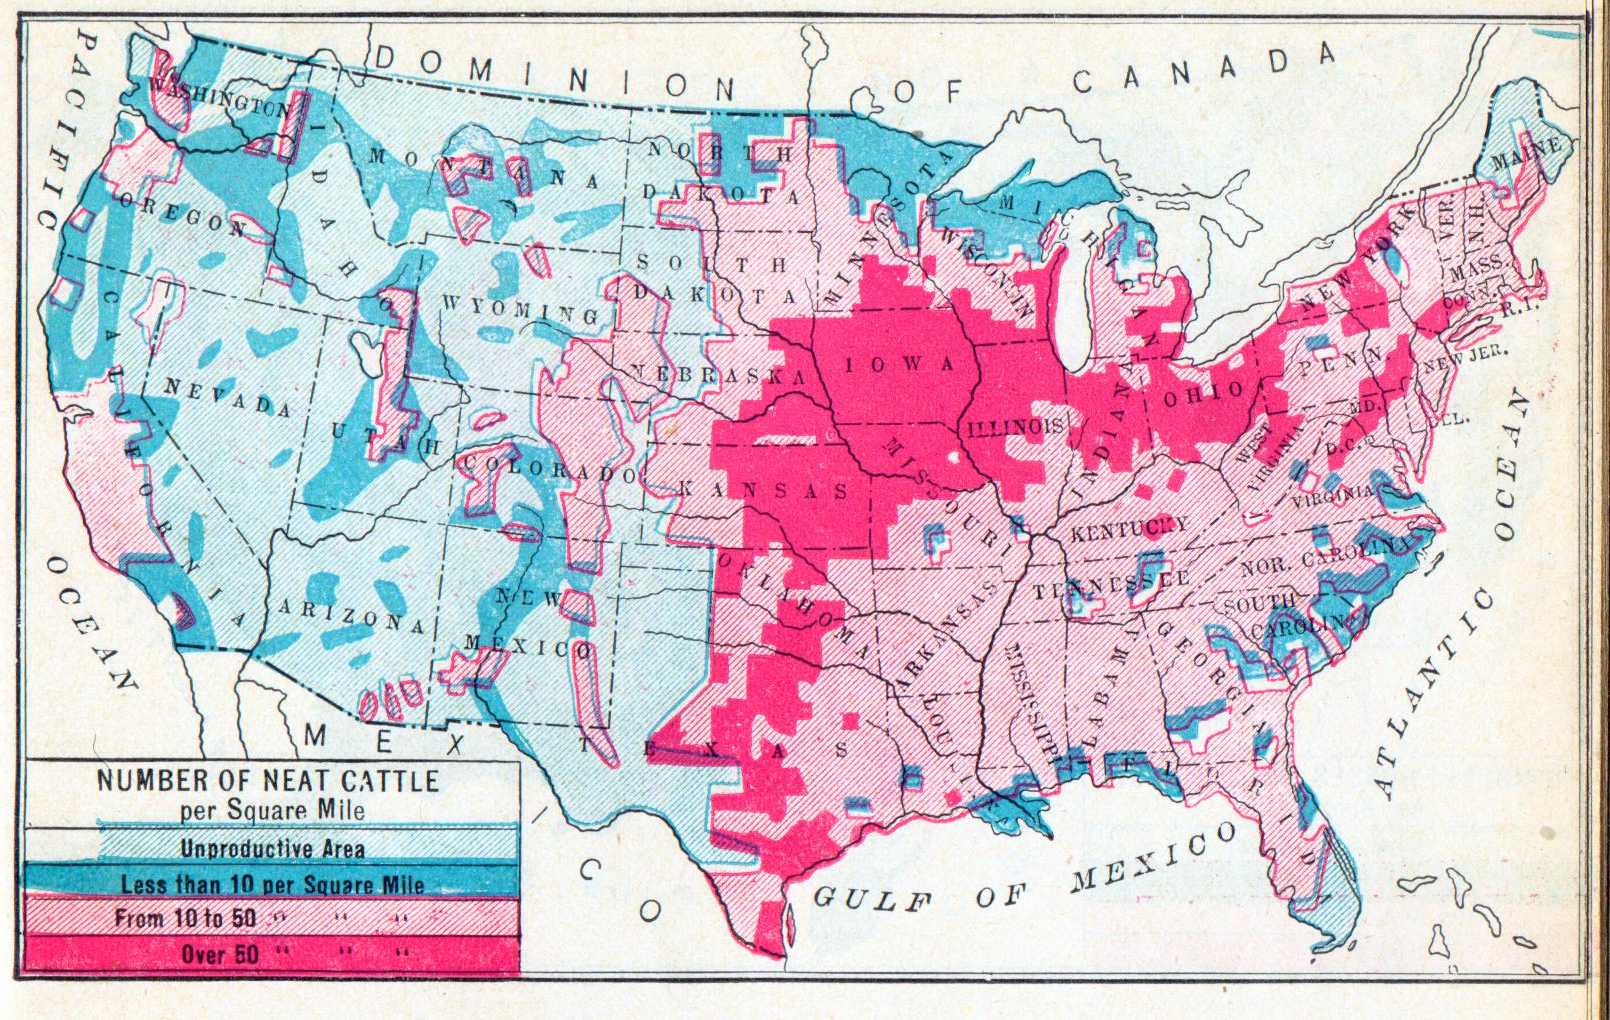 DOMINION OF CANADA
PACIFIC
OCEAN
WASHINGTON
OREGON
CALIFORNIA
IDAHO
NEVADA
UTAH
ARIZONA
MONTANA
WYOMING
COLORADO
NEW
MEXICO
NORTH
DAKOTA
SOUTH
DAKOTA
NEBRASKA
KANSAS
OKLAHOMA
TEXAS
MINNESOTA
IOWA
MISSOURI
ARKANSAS
LOUISIANA
WISCONSIN
MICHIGAN
ILLINOIS
INDIANA
OHIO
KENTUCKY
TENNESSEE
MISSISSIPPI
ALABAMA
GEORGIA
FLORIDA
SOUTH
CAROLINA
NOR. CAROLINA
VIRGINIA
WEST
VIRGINIA
D.C.
MD.
DEL.
PENN.
NEW JER.
NEW YORK
CONN.
R.I.
MASS.
VER.
N.H.
MAINE
ATLANTIC OCEAN
GULF OF MEXICO
MEXICO
NUMBER OF NEAT CATTLE
per Square Mile
Unproductive Area
Less than 10 per Square Mile
From 10 to 50 " " "
Over 50 " " "